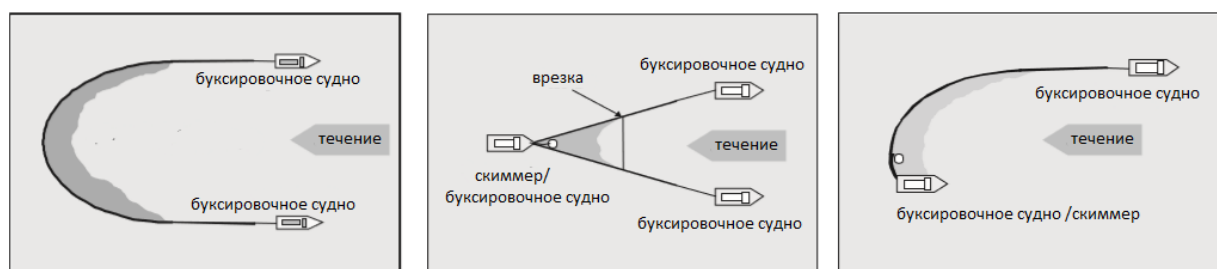 буксировочное судно
течение
буксировочное судно
буксировочное судно
врезка
течение
скиммер/
буксировочное судно
буксировочное судно
буксировочное судно
течение
буксировочное судно /скиммер